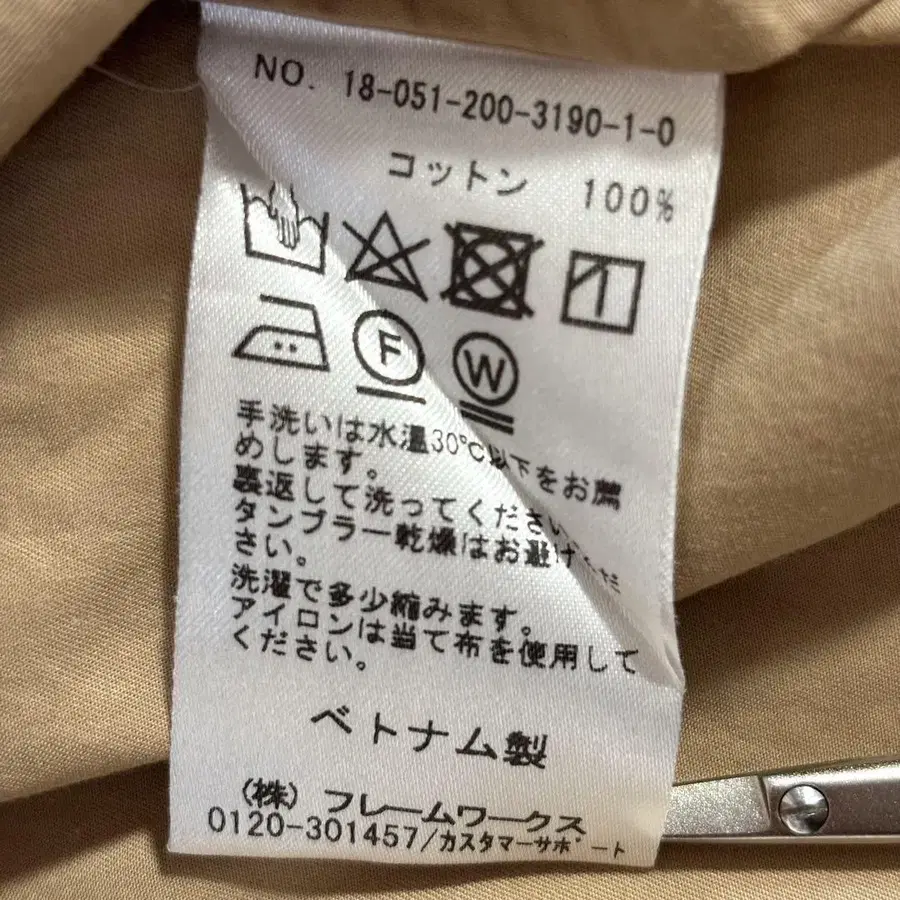 NO. 18-051-200-3190-1-0
コットン 100%
F
W
手洗いは水温30℃以下をお薦
めします。
裏返して洗ってください。
タンブラー乾燥はお避けくだ
さい。
洗濯で多少縮みます。
アイロンは当て布を使用して
ください。
ベトナム製
(株) フレームワークス
0120-301457/カスタマーサポート